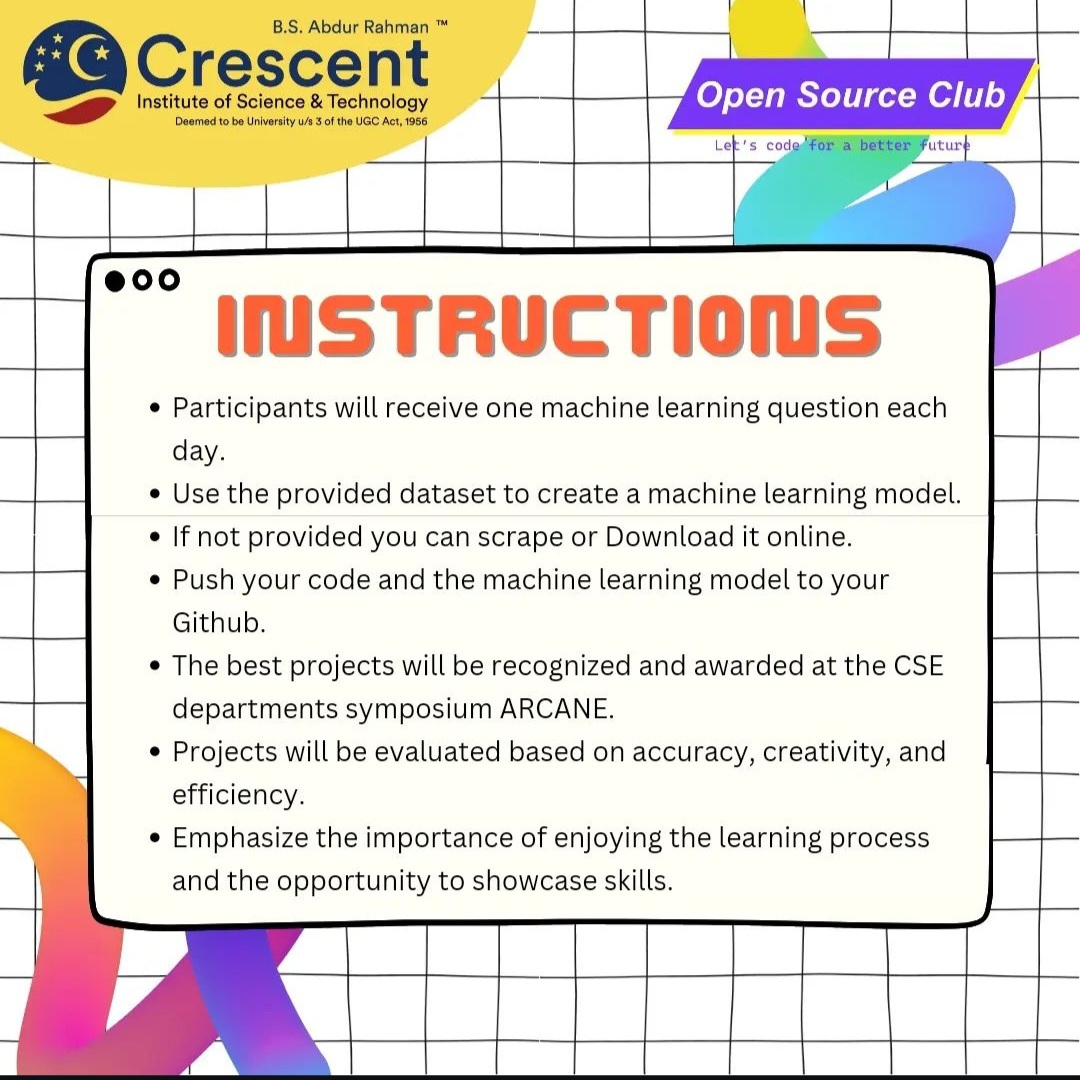 B.S. Abdur Rahman ™
Crescent
Institute of Science & Technology
Deemed to be University u/s 3 of the UGC Act, 1956
Open Source Club
Let's code for a better future
INSTRUCTIONS
• Participants will receive one machine learning question each
day.
• Use the provided dataset to create a machine learning model.
• If not provided you can scrape or Download it online.
• Push your code and the machine learning model to your
Github.
• The best projects will be recognized and awarded at the CSE
departments symposium ARCANE.
• Projects will be evaluated based on accuracy, creativity, and
efficiency.
• Emphasize the importance of enjoying the learning process
and the opportunity to showcase skills.